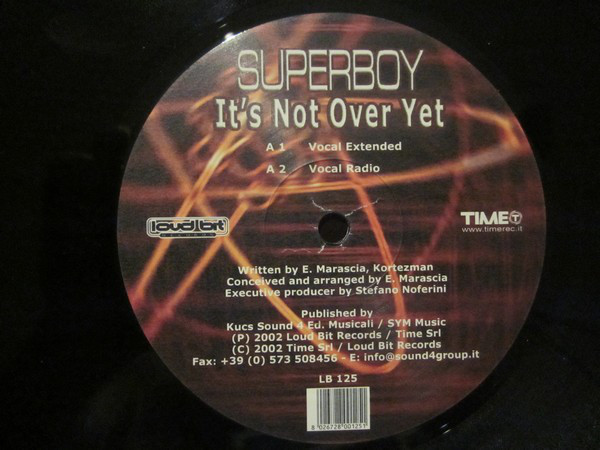 SUPERBOY
It's Not Over Yet
A 1 Vocal Extended
A 2 Vocal Radio
loud bit
TIME T
www.timerec.it
Written by E. Marascia, Kortezman
Conceived and arranged by E. Marascia
Executive producer by Stefano Noferini
Published by
Kucs Sound 4 Ed. Musicali / SYM Music
(P) 2002 Loud Bit Records / Time Srl
(C) 2002 Time Srl / Loud Bit Records
Fax: +39 (0) 573 508456 - E: info@sound4group.it
LB 125
8 026728 001251